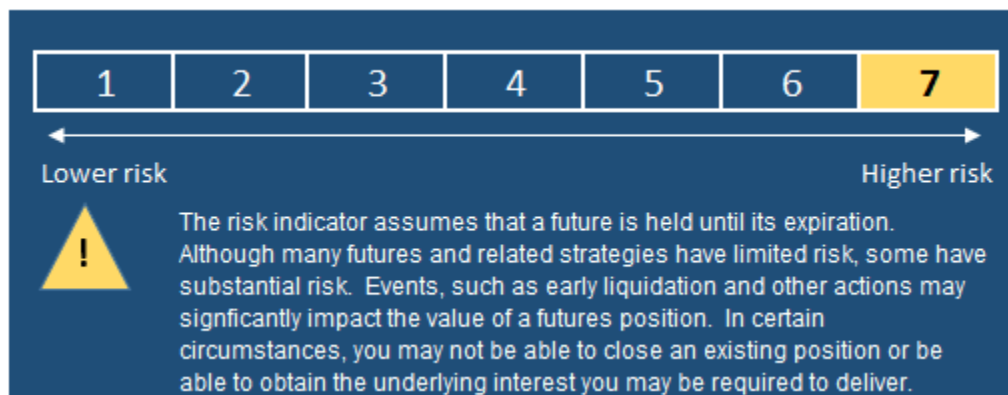 1 2 3 4 5 6 7
Lower risk Higher risk
!
The risk indicator assumes that a future is held until its expiration.
Although many futures and related strategies have limited risk, some have
substantial risk.  Events, such as early liquidation and other actions may
signficantly impact the value of a futures position.  In certain
circumstances, you may not be able to close an existing position or be
able to obtain the underlying interest you may be required to deliver.